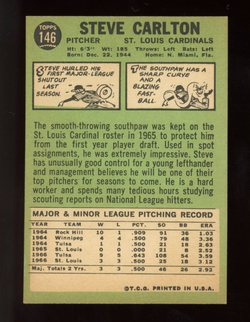 TOPPS
146
STEVE CARLTON
PITCHER ST. LOUIS CARDINALS
Ht: 6'3" Wt: 185 Throws: Left Bats: Left
Born: Dec. 22, 1944 Home: N. Miami, Fla.
STEVE HURLED HIS
FIRST MAJOR-LEAGUE
SHUTOUT
LAST
SEASON.
THE SOUTHPAW HAS A
SHARP CURVE
AND A
BLAZING
FAST-
BALL.
The smooth-throwing southpaw was kept on
the St. Louis Cardinal roster in 1965 to protect him
from the first year player draft. Used in spot
assignments, he was extremely impressive. Steve
has unusually good control for a young lefthander
and management believes he will be one of their
top pitchers for seasons to come. He is a hard
worker and spends many tedious hours studying
scouting reports on National League hitters.
MAJOR & MINOR LEAGUE PITCHING RECORD
YEAR TEAM W L PCT. SO BB ERA
1964 Rock Hill 10 1 .909 91 36 1.03
1964 Winnipeg 4 4 .500 79 48 3.36
1964 Tulsa 1 1 .500 21 18 2.63
1965 St. Louis 0 0 .000 21 8 2.52
1966 Tulsa 9 5 .643 108 54 3.59
1966 St. Louis 3 3 .500 25 18 3.12
Maj. Totals 2 Yrs. 3 3 .500 46 26 2.92
©T.C.G. PRINTED IN U.S.A.